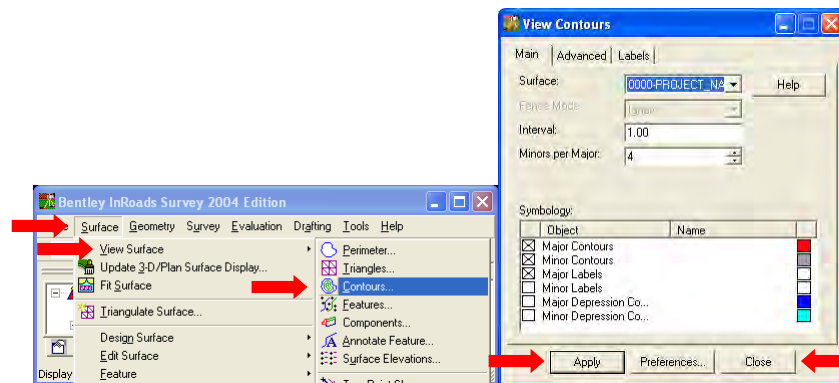 View Contours
Main Advanced Labels
Surface: 0000-PROJECT_NA Help
Fence Mode:
Interval: 1.00
Minors per Major: 4
Symbology:
Object Name
Major Contours
Minor Contours
Major Labels
Minor Labels
Major Depression Co...
Minor Depression Co...
Apply Preferences... Close
Bentley InRoads Survey 2004 Edition
Surface Geometry Survey Evaluation Drafting Tools Help
View Surface
Update 3-D/Plan Surface Display...
Fit Surface
Triangulate Surface...
Design Surface
Edit Surface
Feature
Display
Perimeter...
Triangles...
Contours...
Features...
Components...
Annotate Feature...
Surface Elevations...